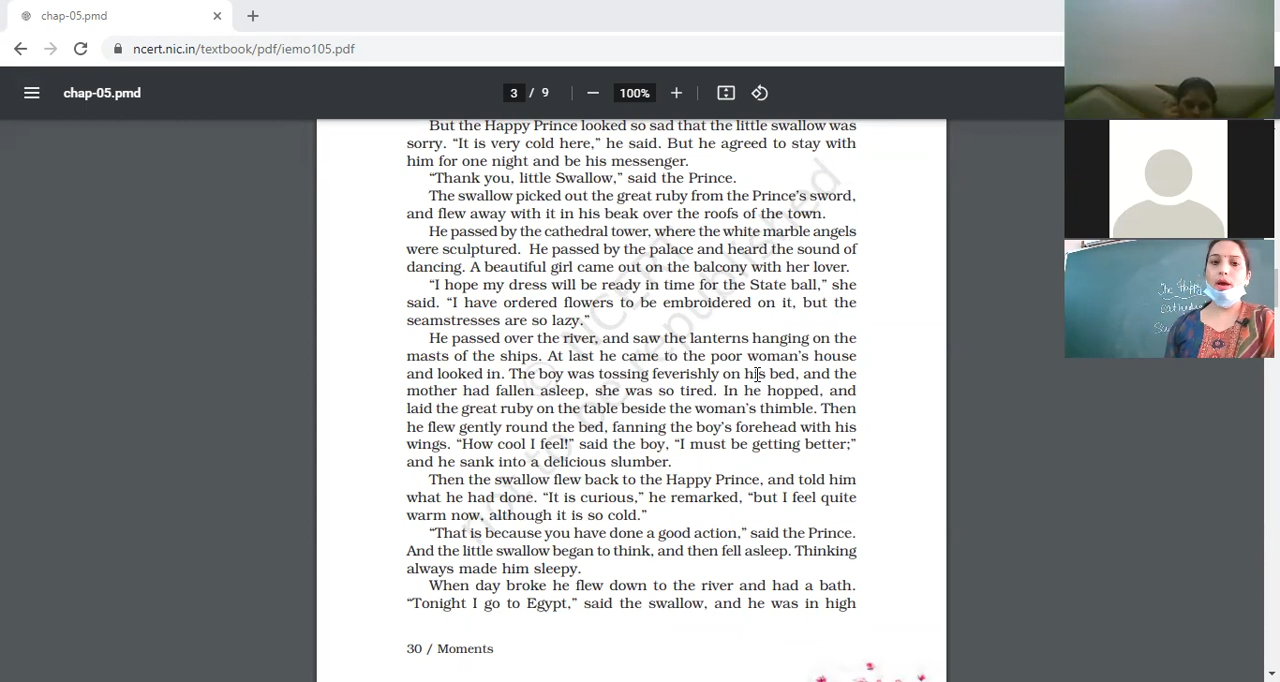 chap-05.pmd
ncert.nic.in/textbook/pdf/iemo105.pdf
chap-05.pmd
3 / 9
100%
But the Happy Prince looked so sad that the little swallow was
sorry. “It is very cold here,” he said. But he agreed to stay with
him for one night and be his messenger.
“Thank you, little Swallow,” said the Prince.
The swallow picked out the great ruby from the Prince’s sword,
and flew away with it in his beak over the roofs of the town.
He passed by the cathedral tower, where the white marble angels
were sculptured. He passed by the palace and heard the sound of
dancing. A beautiful girl came out on the balcony with her lover.
“I hope my dress will be ready in time for the State ball,” she
said. “I have ordered flowers to be embroidered on it, but the
seamstresses are so lazy.”
He passed over the river, and saw the lanterns hanging on the
masts of the ships. At last he came to the poor woman’s house
and looked in. The boy was tossing feverishly on his bed, and the
mother had fallen asleep, she was so tired. In he hopped, and
laid the great ruby on the table beside the woman’s thimble. Then
he flew gently round the bed, fanning the boy’s forehead with his
wings. “How cool I feel!” said the boy, “I must be getting better;”
and he sank into a delicious slumber.
Then the swallow flew back to the Happy Prince, and told him
what he had done. “It is curious,” he remarked, “but I feel quite
warm now, although it is so cold.”
“That is because you have done a good action,” said the Prince.
And the little swallow began to think, and then fell asleep. Thinking
always made him sleepy.
When day broke he flew down to the river and had a bath.
“Tonight I go to Egypt,” said the swallow, and he was in high
30 / Moments
© NCERT
not to be republished
The Happy